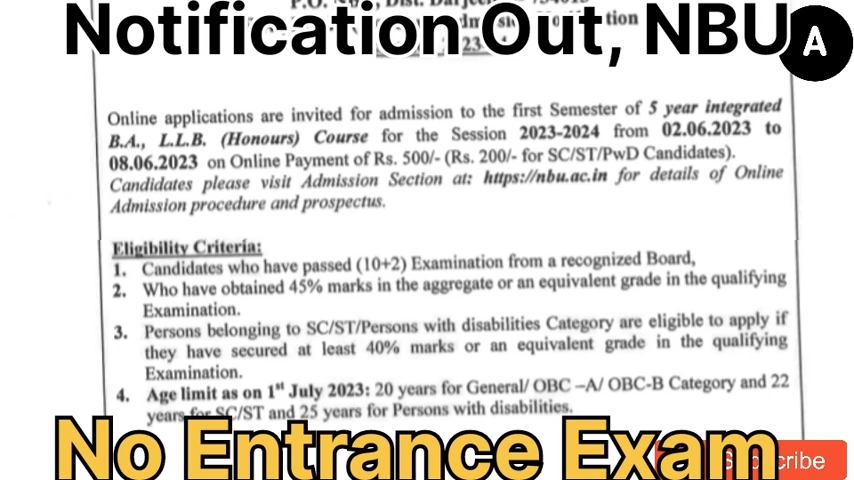 Notification Out, NBU
A
Online applications are invited for admission to the first Semester of 5 year integrated
B.A., L.L.B. (Honours) Course for the Session 2023-2024 from 02.06.2023 to
08.06.2023 on Online Payment of Rs. 500/- (Rs. 200/- for SC/ST/PwD Candidates).
Candidates please visit Admission Section at: https://nbu.ac.in for details of Online
Admission procedure and prospectus.
Eligibility Criteria:
1. Candidates who have passed (10+2) Examination from a recognized Board,
2. Who have obtained 45% marks in the aggregate or an equivalent grade in the qualifying
Examination.
3. Persons belonging to SC/ST/Persons with disabilities Category are eligible to apply if
they have secured at least 40% marks or an equivalent grade in the qualifying
Examination.
4. Age limit as on 1st July 2023: 20 years for General/ OBC –A/ OBC-B Category and 22
years for SC/ST and 25 years for Persons with disabilities.
No Entrance Exam